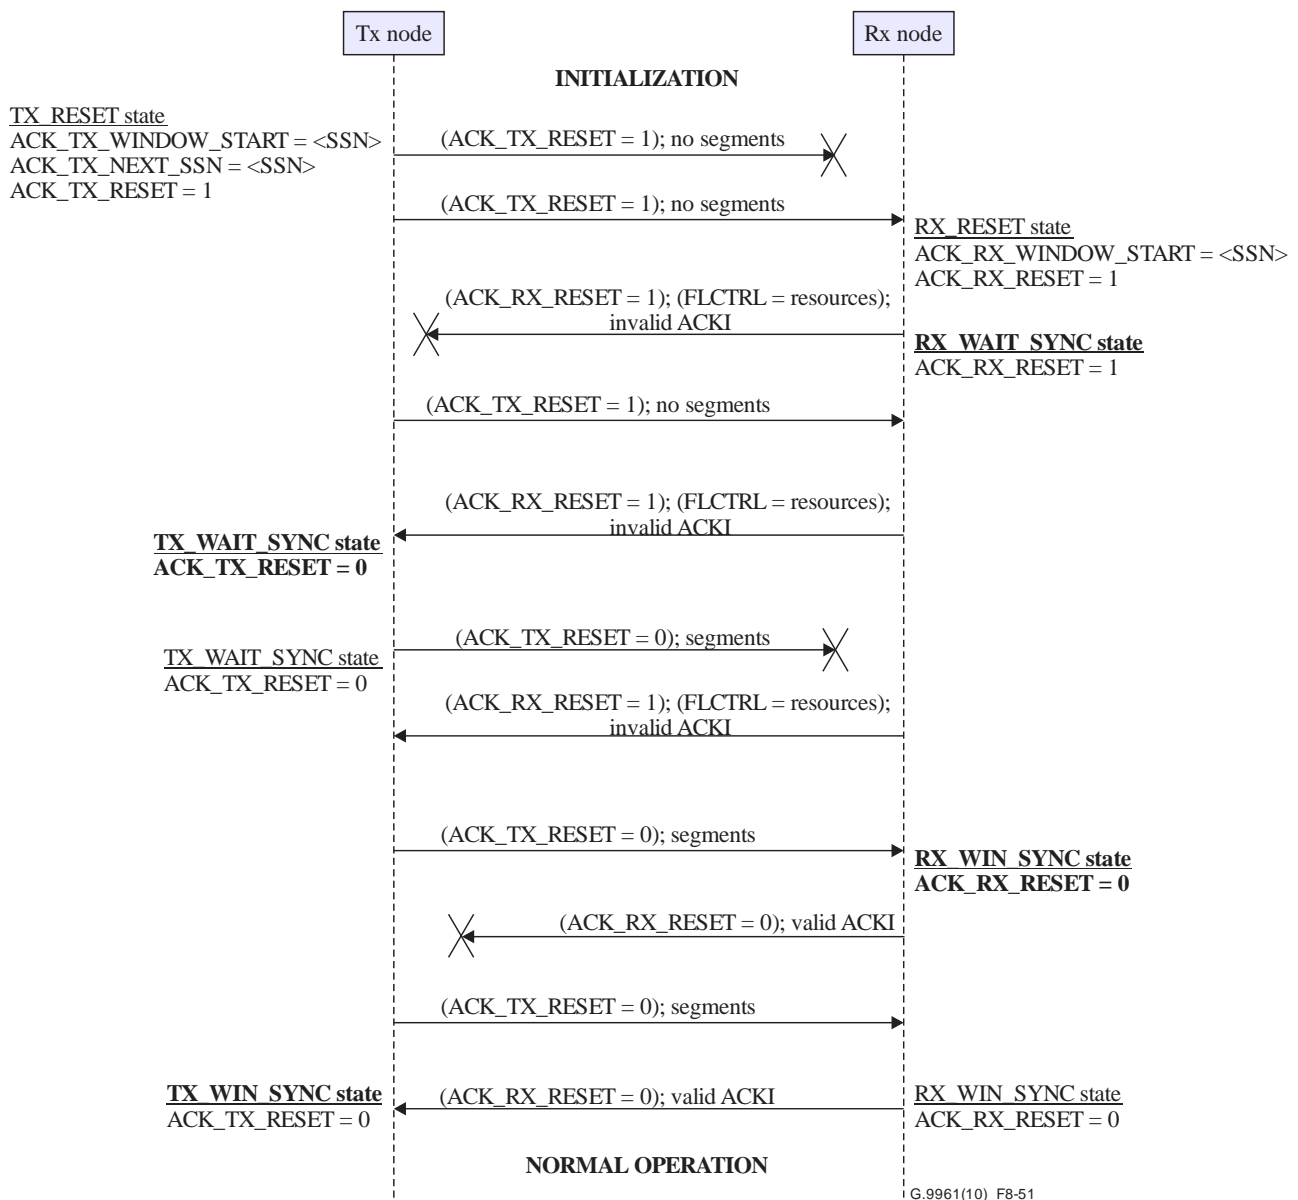 Tx node
Rx node
INITIALIZATION
TX_RESET state
ACK_TX_WINDOW_START = <SSN>
ACK_TX_NEXT_SSN = <SSN>
ACK_TX_RESET = 1
(ACK_TX_RESET = 1); no segments
(ACK_TX_RESET = 1); no segments
RX_RESET state
ACK_RX_WINDOW_START = <SSN>
ACK_RX_RESET = 1
(ACK_RX_RESET = 1); (FLCTRL = resources);
invalid ACKI
RX_WAIT_SYNC state
ACK_RX_RESET = 1
(ACK_TX_RESET = 1); no segments
(ACK_RX_RESET = 1); (FLCTRL = resources);
invalid ACKI
TX_WAIT_SYNC state
ACK_TX_RESET = 0
(ACK_TX_RESET = 0); segments
TX_WAIT_SYNC state
ACK_TX_RESET = 0
(ACK_RX_RESET = 1); (FLCTRL = resources);
invalid ACKI
(ACK_TX_RESET = 0); segments
RX_WIN_SYNC state
ACK_RX_RESET = 0
(ACK_RX_RESET = 0); valid ACKI
(ACK_TX_RESET = 0); segments
TX_WIN_SYNC state
ACK_TX_RESET = 0
(ACK_RX_RESET = 0); valid ACKI
RX_WIN_SYNC state
ACK_RX_RESET = 0
NORMAL OPERATION
G.9961(10)_F8-51